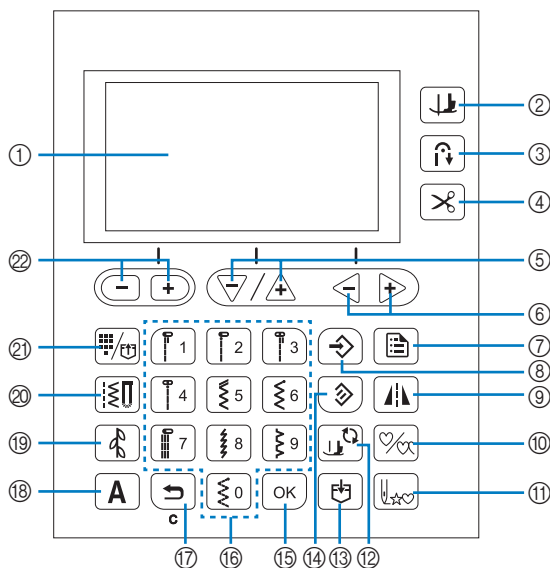 ①
②
③
④
㉒
− +
− / +
− +
⑤
⑥
㉑
1 2 3
⑦
⑧
⑳
4 5 6
⑨
⑲
7 8 9
⑩
⑱
A
C
0
OK
⑪
⑰ ⑯ ⑮ ⑭ ⑬ ⑫